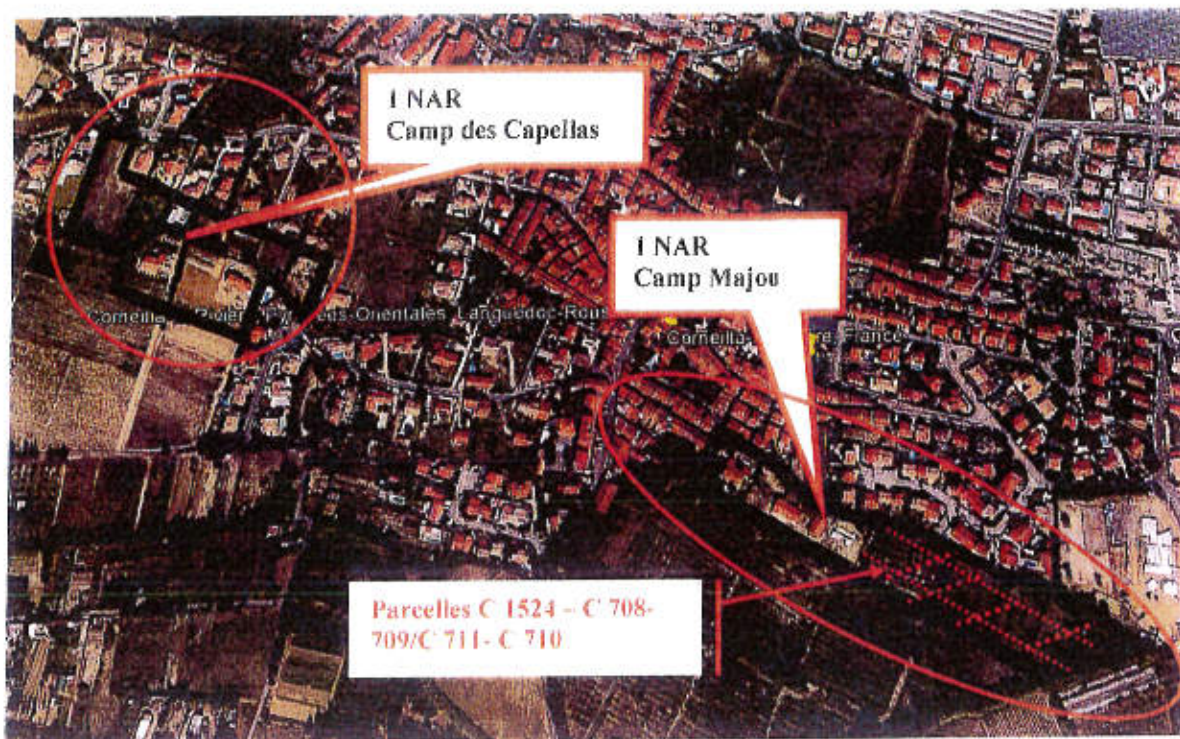 1 NAR
Camp des Capellas
1 NAR
Camp Majou
Parcelles C 1524 – C 708-
709/C 711- C 710